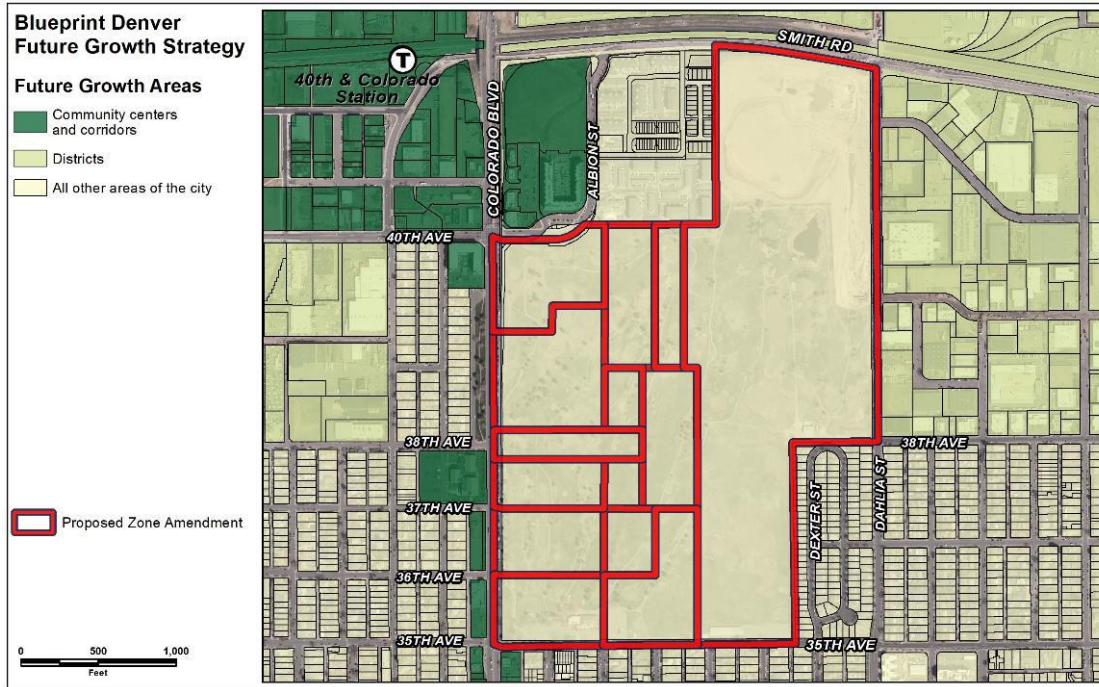 Blueprint Denver
Future Growth Strategy
Future Growth Areas
Community centers
and corridors
Districts
All other areas of the city
Proposed Zone Amendment
0 500 1,000
Feet
SMITH RD
T
40th & Colorado
Station
COLORADO BLVD
ALBION ST
40TH AVE
38TH AVE
38TH AVE
37TH AVE
DEXTER ST
DAHLIA ST
36TH AVE
35TH AVE
35TH AVE